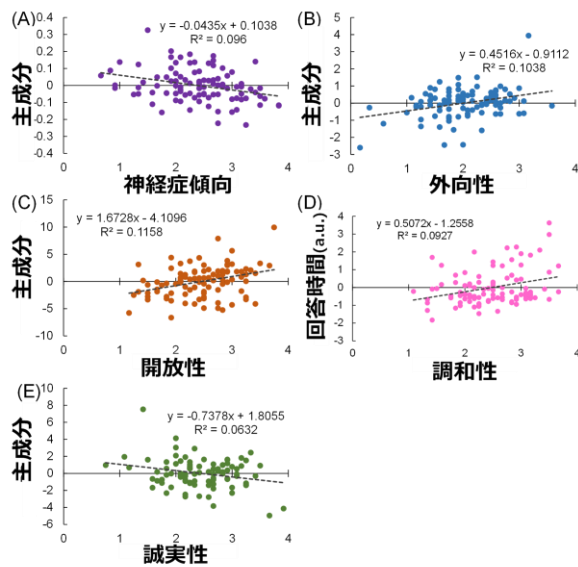 (A)
y = -0.0435x + 0.1038
R² = 0.096
0.4
0.3
0.2
0.1
0
-0.1
0.2
0.3
0.4
0 1 2 3 4
主成分
神経症傾向
(B)
y = 0.4516x - 0.9112
R² = 0.1038
5
4
3
2
1
0
-1
-2
-3
0 1 2 3 4
主成分
外向性
(C)
y = 1.6728x - 4.1096
R² = 0.1158
15
10
5
0
-5
-10
0 1 2 3 4
主成分
開放性
(D)
y = 0.5072x - 1.2558
R² = 0.0927
4
3
2
1
0
-1
-2
-3
0 1 2 3 4
回答時間(a.u.)
調和性
(E)
y = -0.7378x + 1.8055
R² = 0.0632
10
8
6
4
2
0
-2
-4
-6
0 1 2 3 4
主成分
誠実性